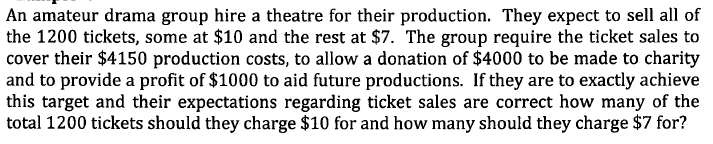 An amateur drama group hire a theatre for their production. They expect to sell all of
the 1200 tickets, some at $10 and the rest at $7. The group require the ticket sales to
cover their $4150 production costs, to allow a donation of $4000 to be made to charity
and to provide a profit of $1000 to aid future productions. If they are to exactly achieve
this target and their expectations regarding ticket sales are correct how many of the
total 1200 tickets should they charge $10 for and how many should they charge $7 for?